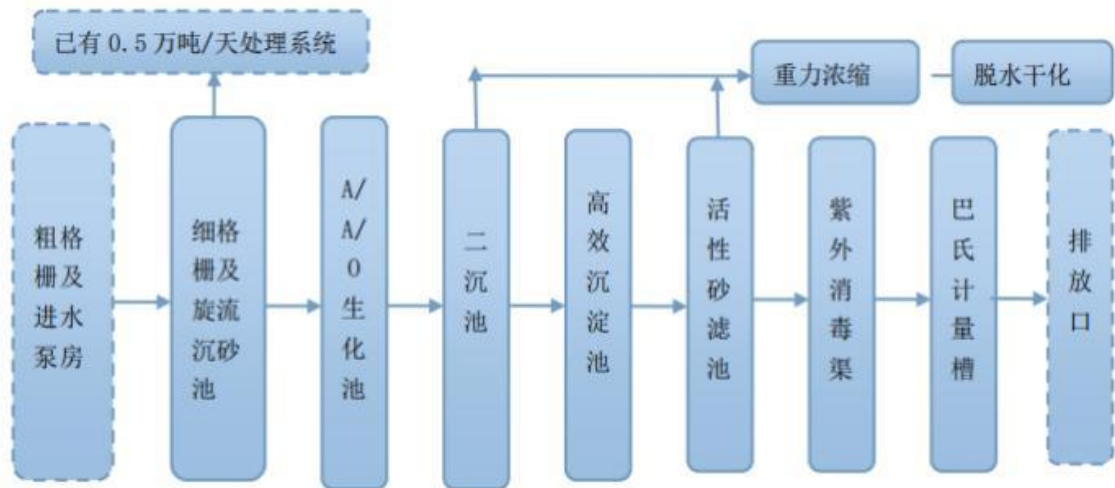 已有 0.5 万吨/天处理系统
重力浓缩
脱水干化
粗格
栅及
进水
泵房
细格
栅及
旋流
沉砂
池
A/
A/
O
生
化
池
二
沉
池
高
效
沉
淀
池
活
性
砂
滤
池
紫
外
消
毒
渠
巴
氏
计
量
槽
排
放
口